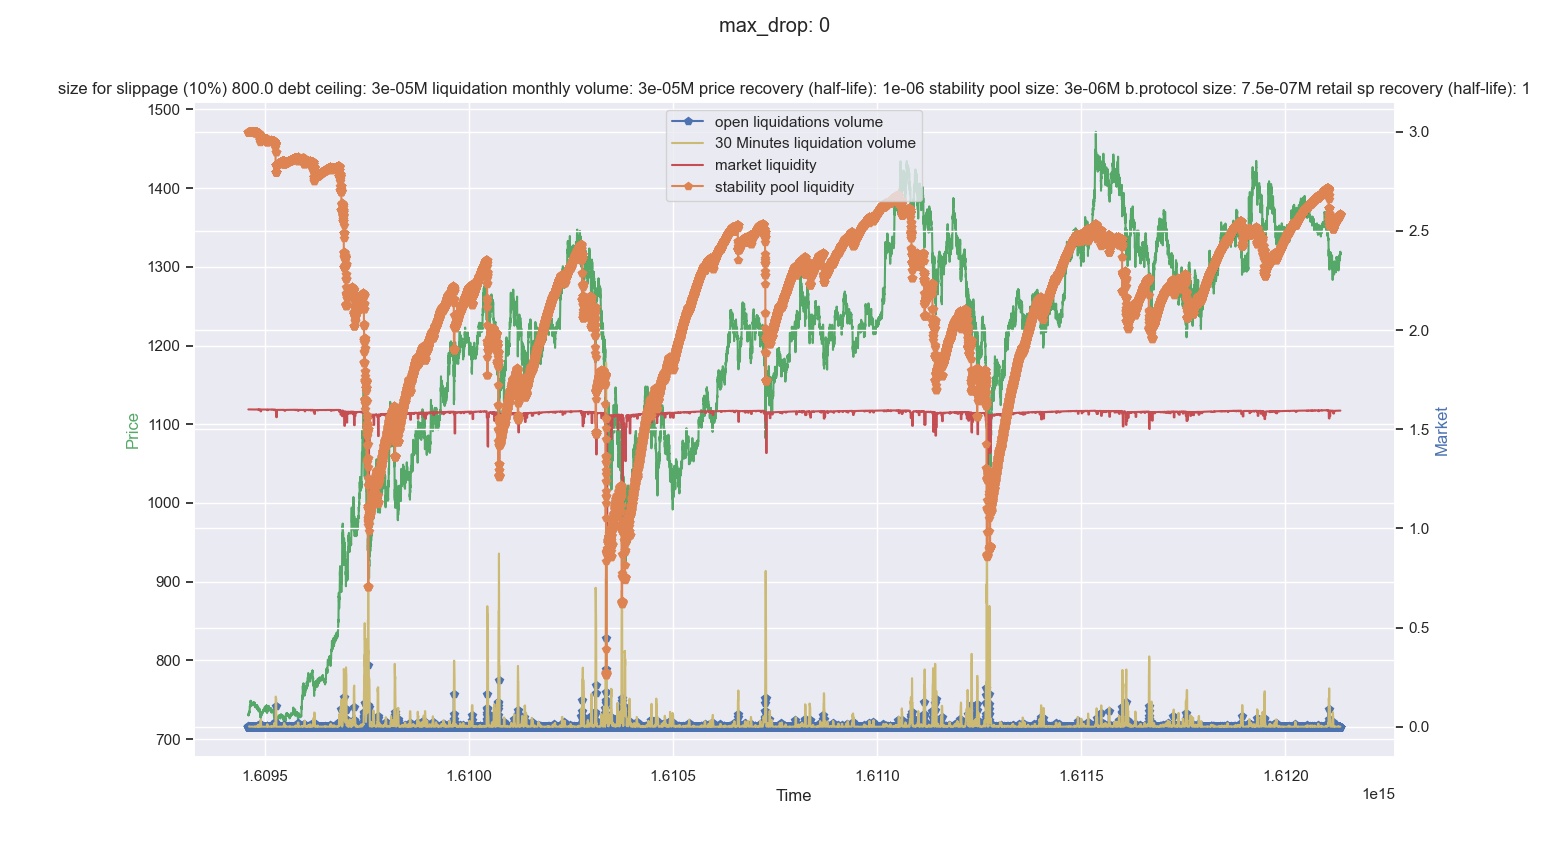 max_drop: 0
size for slippage (10%) 800.0 debt ceiling: 3e-05M liquidation monthly volume: 3e-05M price recovery (half-life): 1e-06 stability pool size: 3e-06M b.protocol size: 7.5e-07M retail sp recovery (half-life): 1
open liquidations volume
30 Minutes liquidation volume
market liquidity
stability pool liquidity
1500
1400
1300
1200
1100
1000
900
800
700
Price
3.0
2.5
2.0
1.5
1.0
0.5
0.0
Market
1.6095
1.6100
1.6105
1.6110
1.6115
1.6120
Time
1e15